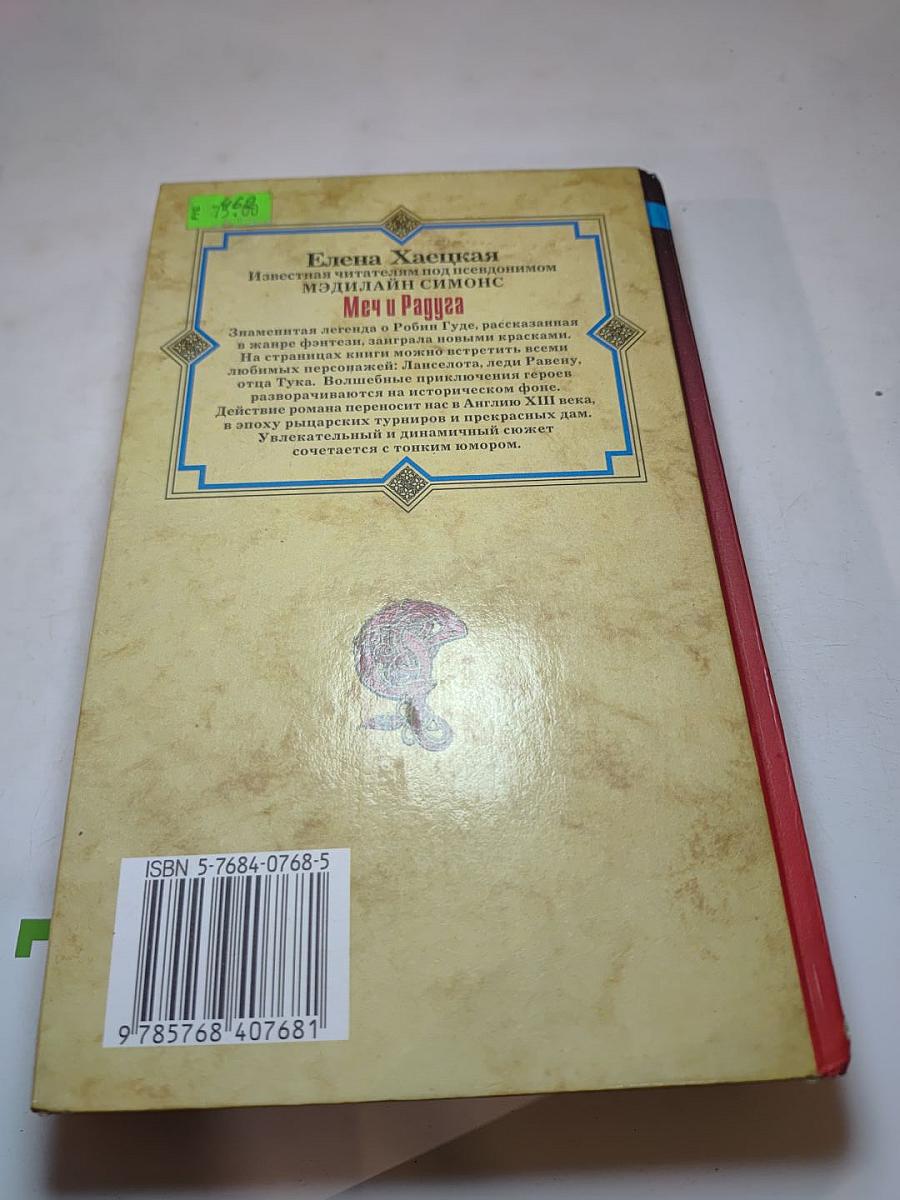 Елена Хаецкая
Известная читателям под псевдонимом
МЭДИЛАЙН СИМОНС
Меч и Радуга
Знаменитая легенда о Робин Гуде, рассказанная
в жанре фэнтези, заиграла новыми красками.
На страницах книги можно встретить всеми
любимых персонажей: Ланселота, леди Равену,
отца Тука. Волшебные приключения героев
разворачиваются на историческом фоне.
Действие романа переносит нас в Англию XIII века,
в эпоху рыцарских турниров и прекрасных дам.
Увлекательный и динамичный сюжет
сочетается с тонким юмором.
ISBN 5-7684-0768-5
9 785768 407681